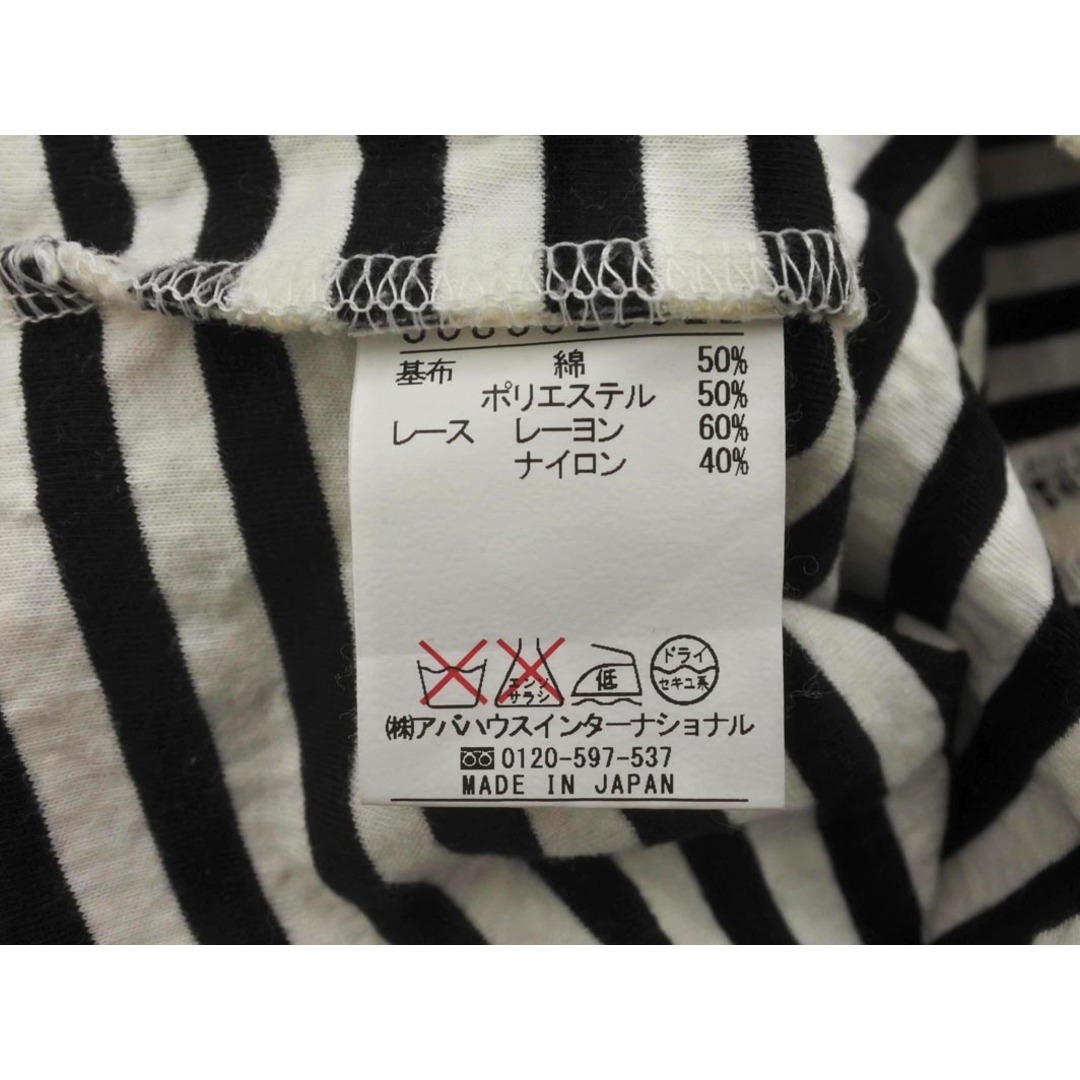 基布 綿 50%
ポリエステル 50%
レース レーヨン 60%
ナイロン 40%
エンソ サラシ 低 ドライ セキユ系
㈱アバハウスインターナショナル
0120-597-537
MADE IN JAPAN